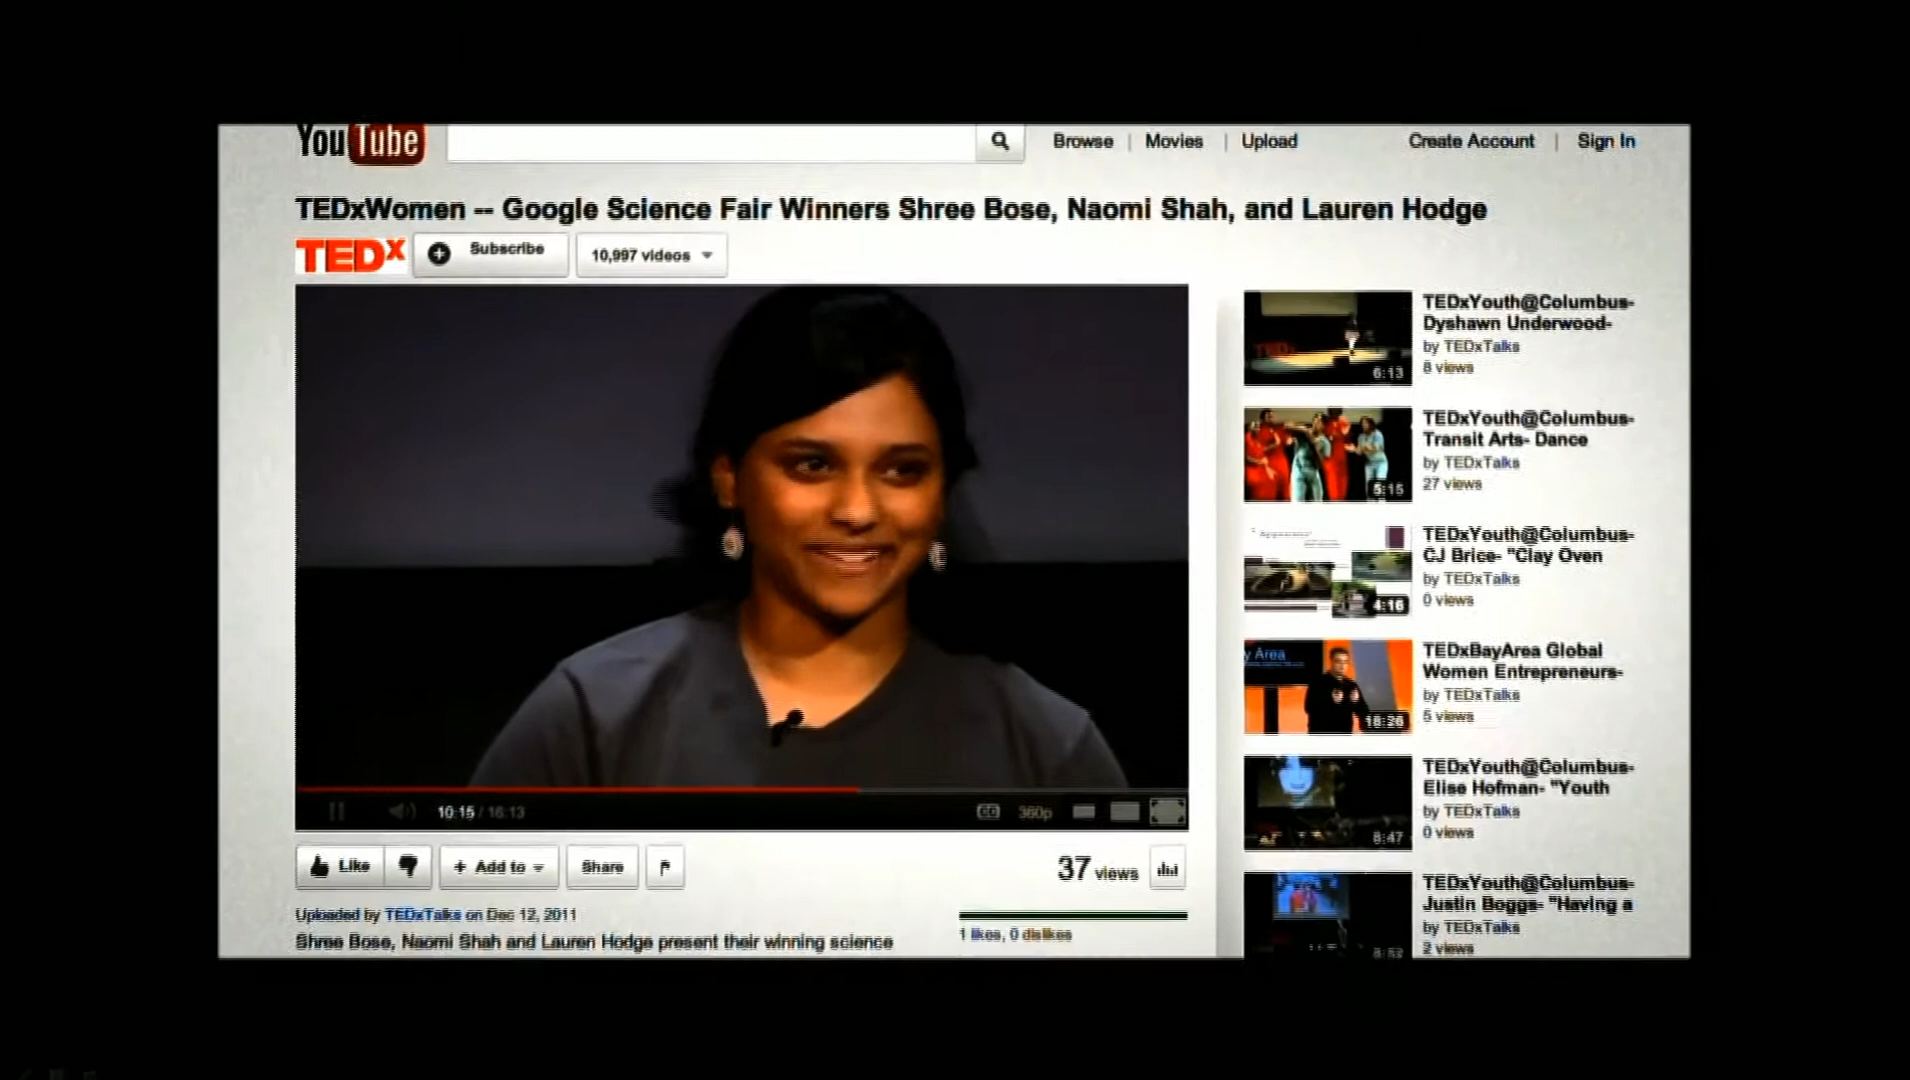 YouTube
Browse | Movies | Upload
Create Account | Sign In
TEDxWomen -- Google Science Fair Winners Shree Bose, Naomi Shah, and Lauren Hodge
TEDx
Subscribe
10,997 videos
10:15 / 16:13
CC
360p
Like
+ Add to
Share
37 views
Uploaded by TEDxTalks on Dec 12, 2011
1 likes, 0 dislikes
Shree Bose, Naomi Shah and Lauren Hodge present their winning science
TEDxYouth@Columbus-
Dyshawn Underwood-
by TEDxTalks
8 views
6:13
TEDxYouth@Columbus-
Transit Arts- Dance
by TEDxTalks
27 views
5:15
TEDxYouth@Columbus-
CJ Brice- "Clay Oven
by TEDxTalks
0 views
4:16
TEDxBayArea Global
Women Entrepreneurs-
by TEDxTalks
5 views
y Area
16:26
TEDxYouth@Columbus-
Elise Hofman- "Youth
by TEDxTalks
0 views
8:47
TEDxYouth@Columbus-
Justin Boggs- "Having a
by TEDxTalks
2 views